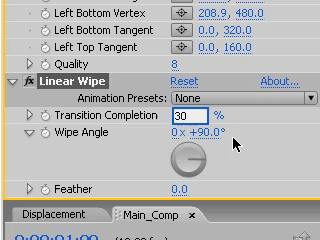 Left Bottom Vertex 208.9, 480.0
Left Bottom Tangent 0.0, 320.0
Left Top Tangent 0.0, 160.0
Quality 8
fx Linear Wipe Reset About...
Animation Presets: None
Transition Completion 30 %
Wipe Angle 0x +90.0°
Feather 0.0
Displacement Main_Comp ×